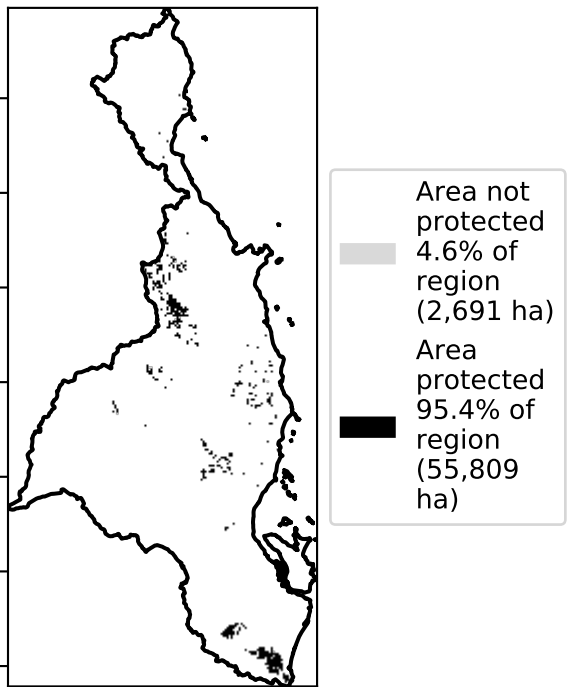 Area not
protected
4.6% of
region
(2,691 ha)
Area
protected
95.4% of
region
(55,809
ha)